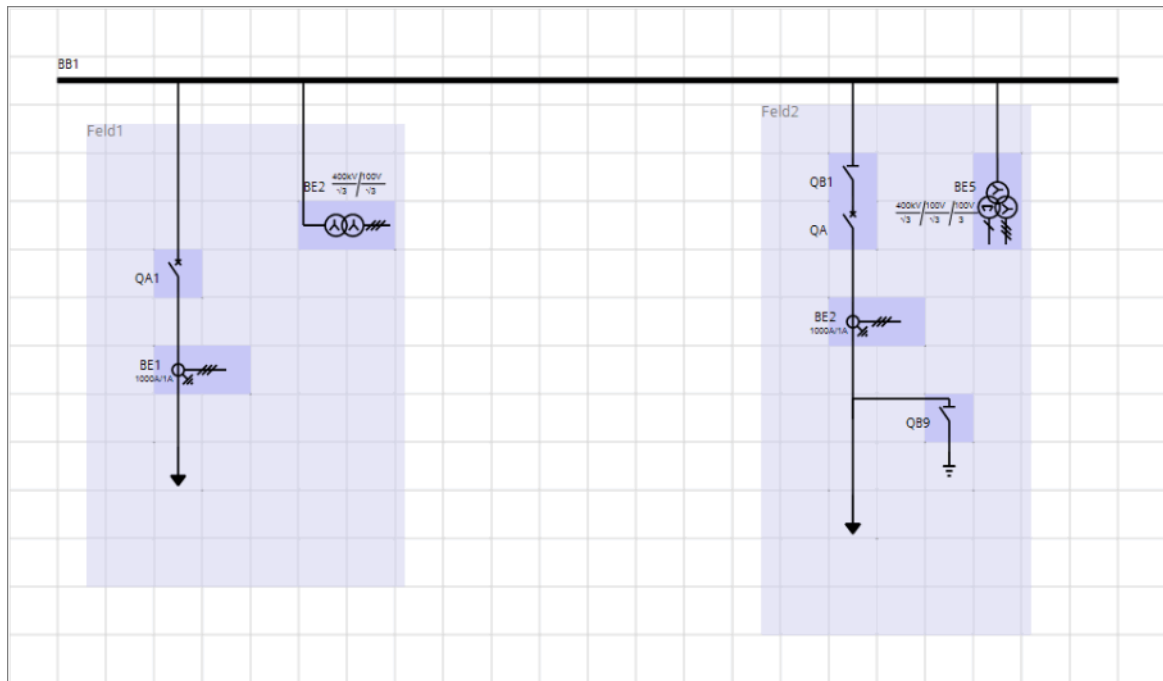 BB1
Feld1
Feld2
BE2 400kV/√3 / 100V/√3
QB1
BE5
400kV/√3 / 100V/√3 / 100V/3
QA
QA1
BE2
1000A/1A
BE1
1000A/1A
QB9